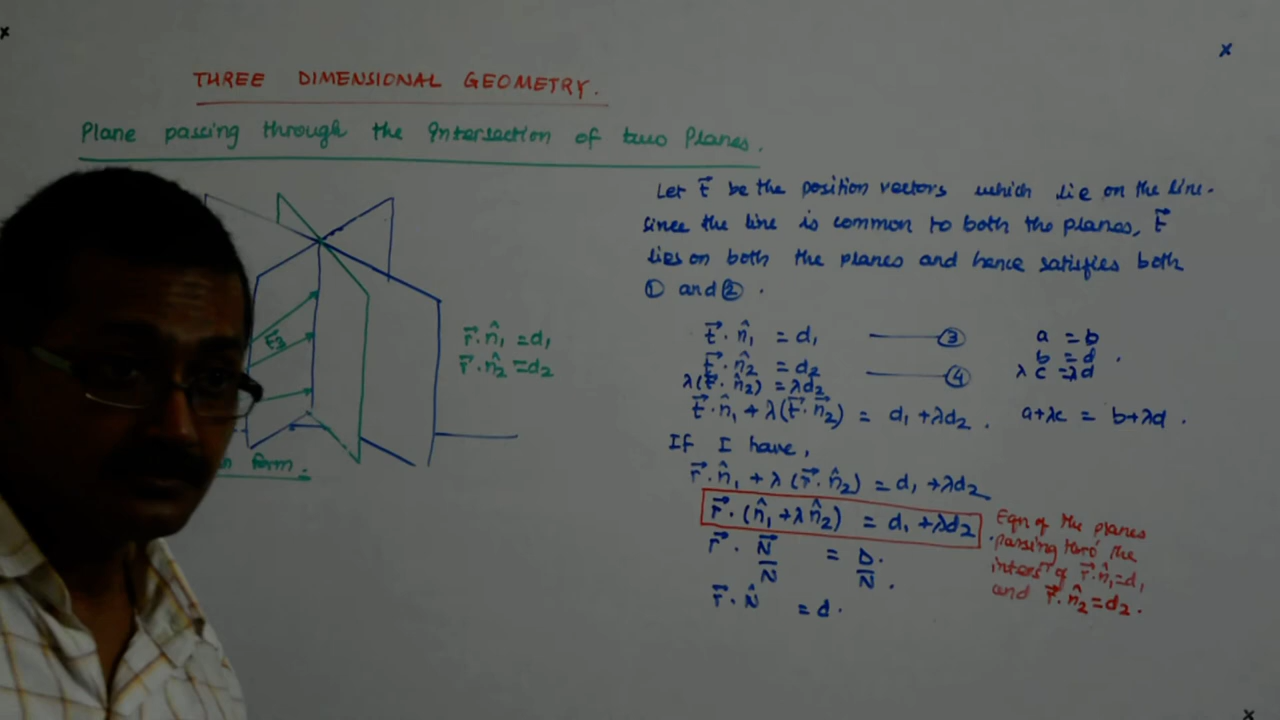 THREE DIMENSIONAL GEOMETRY.
Plane passing through the Intersection of two Planes.
t⃗3
r⃗·n̂₁ = d₁
r⃗·n̂₂ = d₂
form.
Let t⃗ be the position vectors which lie on the line.
since the line is common to both the planes, t⃗
lies on both the planes and hence satisfies both
① and ② .
t⃗·n̂₁ = d₁ ③
t⃗·n̂₂ = d₂ ④
λ(t⃗·n̂₂) = λd₂
t⃗·n̂₁ + λ(t⃗·n⃗₂) = d₁ + λd₂ .
a = b
b = d .
λc = λd
a+λc = b+λd .
If I have,
r⃗·n̂₁ + λ(r⃗·n̂₂) = d₁ + λd₂
r⃗·(n̂₁ + λn̂₂) = d₁ + λd₂ .
r⃗ · N⃗/N = D/N .
r⃗·N̂ = d.
Eqn of the planes
passing thro' the
intersⁿ of r⃗·n̂₁=d₁
and r⃗·n̂₂=d₂.